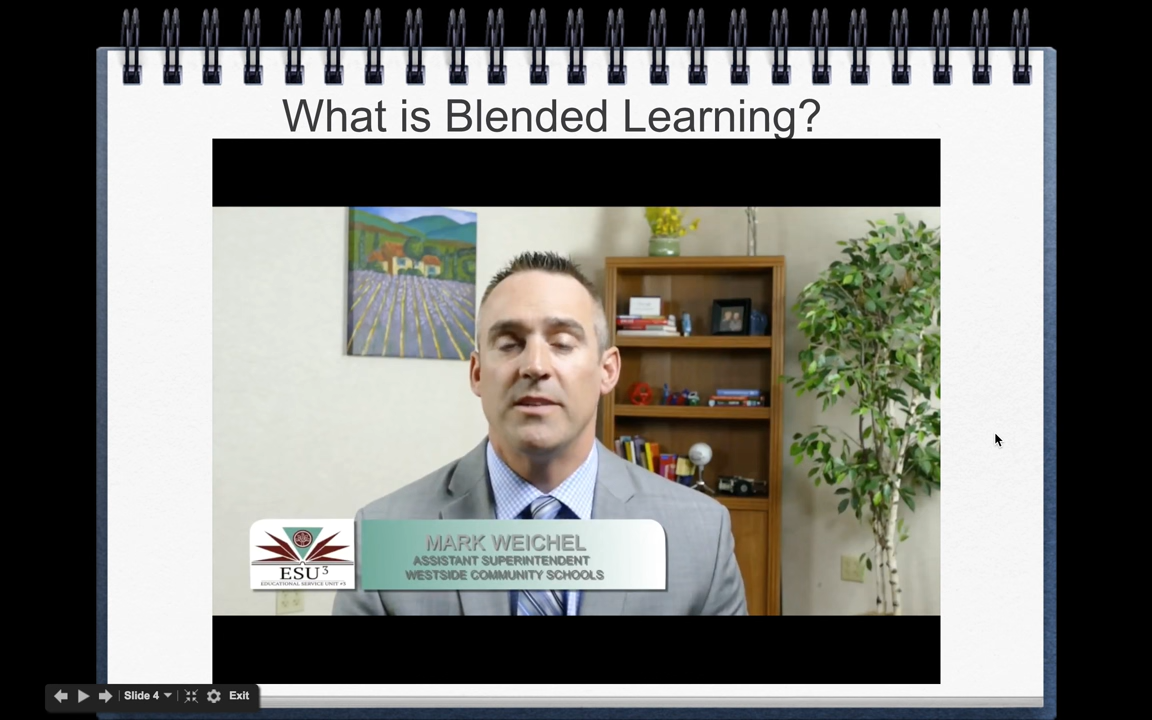 What is Blended Learning?
MARK WEICHEL
ASSISTANT SUPERINTENDENT
WESTSIDE COMMUNITY SCHOOLS
ESU3
EDUCATIONAL SERVICE UNIT #3
Slide 4
Exit